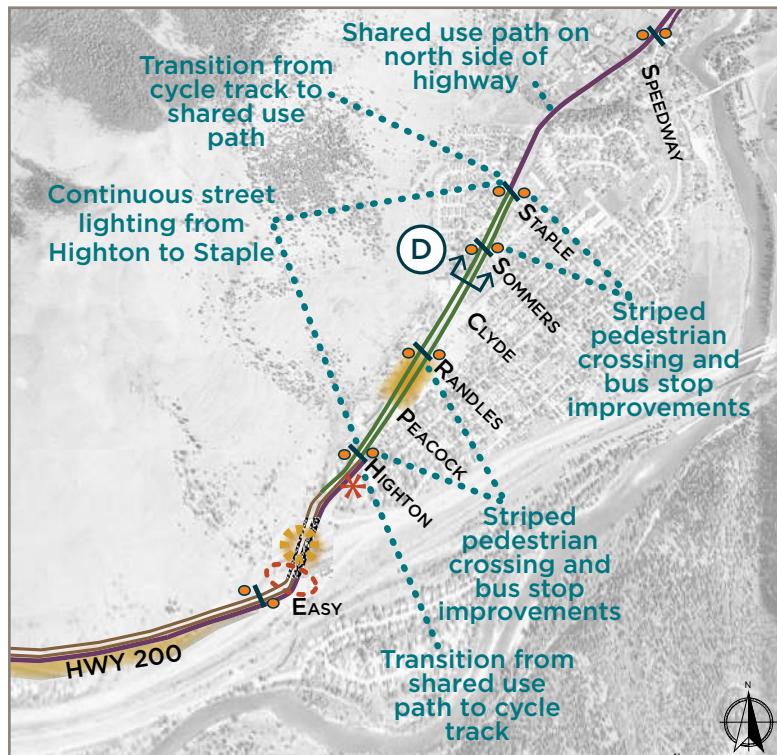 Shared use path on
north side of
highway
Transition from
cycle track to
shared use
path
SPEEDWAY
Continuous street
lighting from
Highton to Staple
STAPLE
D
SOMMERS
CLYDE
Striped
pedestrian
crossing and
bus stop
improvements
RANDLES
PEACOCK
HIGHTON
Striped
pedestrian
crossing and
bus stop
improvements
EASY
HWY 200
Transition from
shared use
path to cycle
track
N